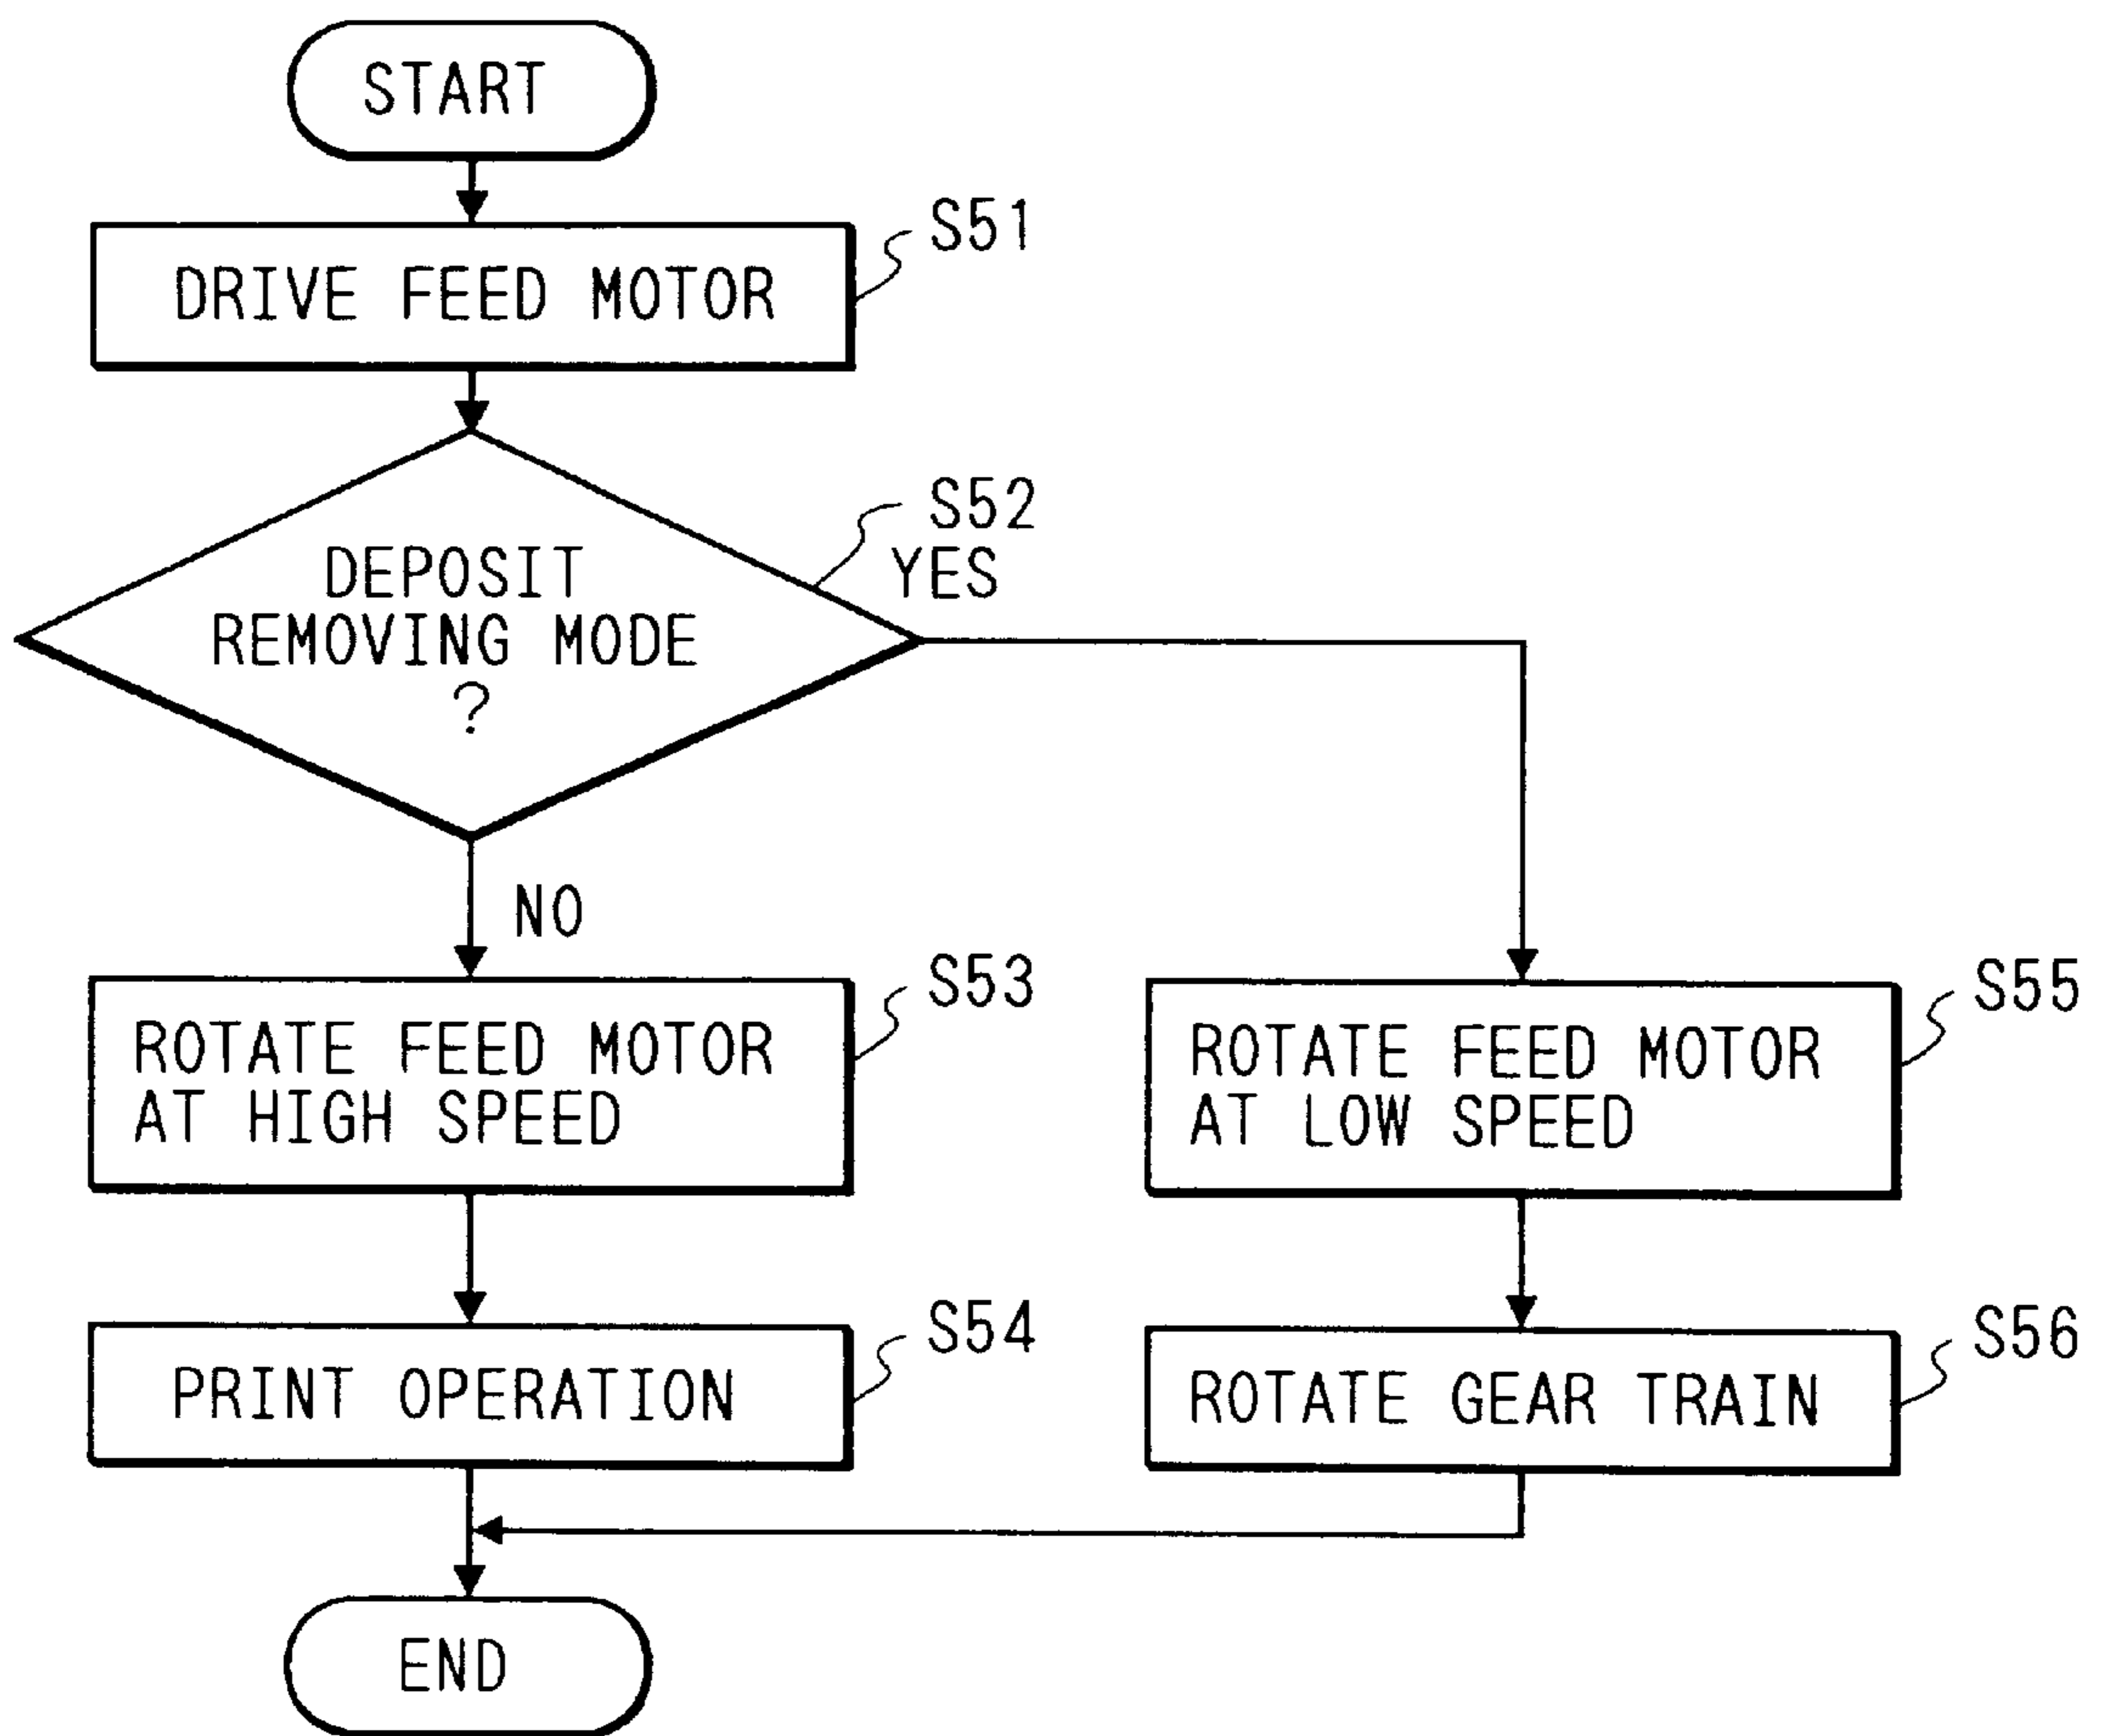 START
DRIVE FEED MOTOR
S51
DEPOSIT
REMOVING MODE
?
S52
YES
NO
ROTATE FEED MOTOR
AT HIGH SPEED
S53
PRINT OPERATION
S54
ROTATE FEED MOTOR
AT LOW SPEED
S55
ROTATE GEAR TRAIN
S56
END